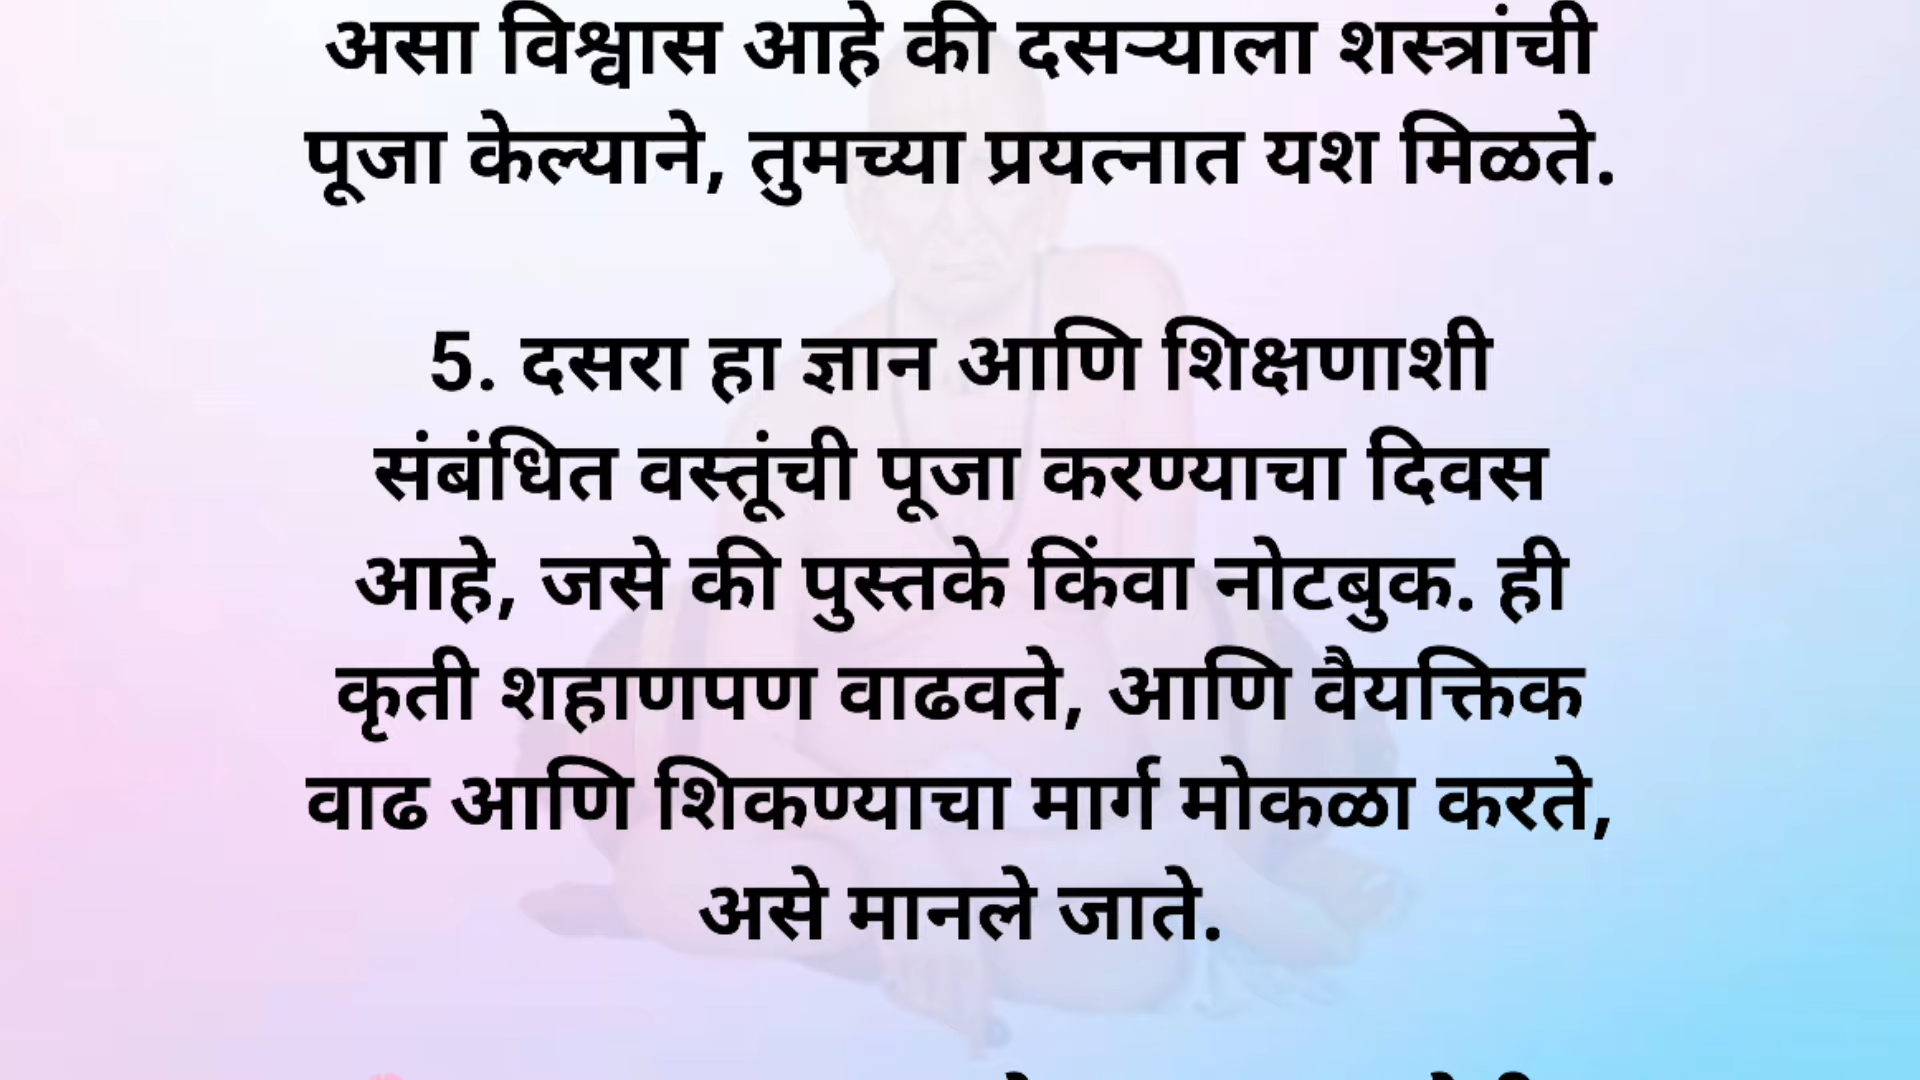 असा विश्वास आहे की दसऱ्याला शस्त्रांची
पूजा केल्याने, तुमच्या प्रयत्नात यश मिळते.
5. दसरा हा ज्ञान आणि शिक्षणाशी
संबंधित वस्तूंची पूजा करण्याचा दिवस
आहे, जसे की पुस्तके किंवा नोटबुक. ही
कृती शहाणपण वाढवते, आणि वैयक्तिक
वाढ आणि शिकण्याचा मार्ग मोकळा करते,
असे मानले जाते.